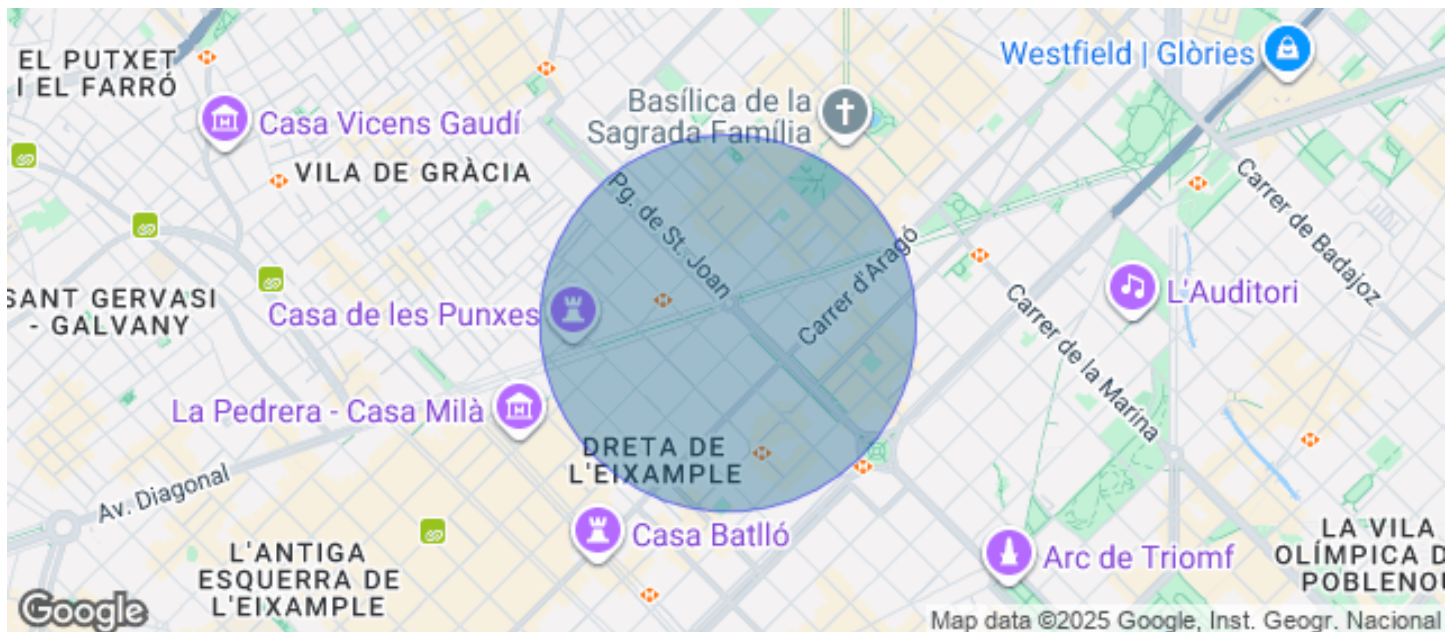 EL PUTXET
I EL FARRÓ
Westfield | Glòries
Basílica de la
Sagrada Família
Casa Vicens Gaudí
VILA DE GRÀCIA
Pg. de St. Joan
Carrer de Badajoz
Carrer d'Aragó
SANT GERVASI
- GALVANY
Casa de les Punxes
L'Auditori
Carrer de la Marina
La Pedrera - Casa Milà
DRETA DE
L'EIXAMPLE
Av. Diagonal
Casa Batlló
Arc de Triomf
L'ANTIGA
ESQUERRA DE
L'EIXAMPLE
LA VILA
OLÍMPICA D
POBLENOU
Google
Map data ©2025 Google, Inst. Geogr. Nacional